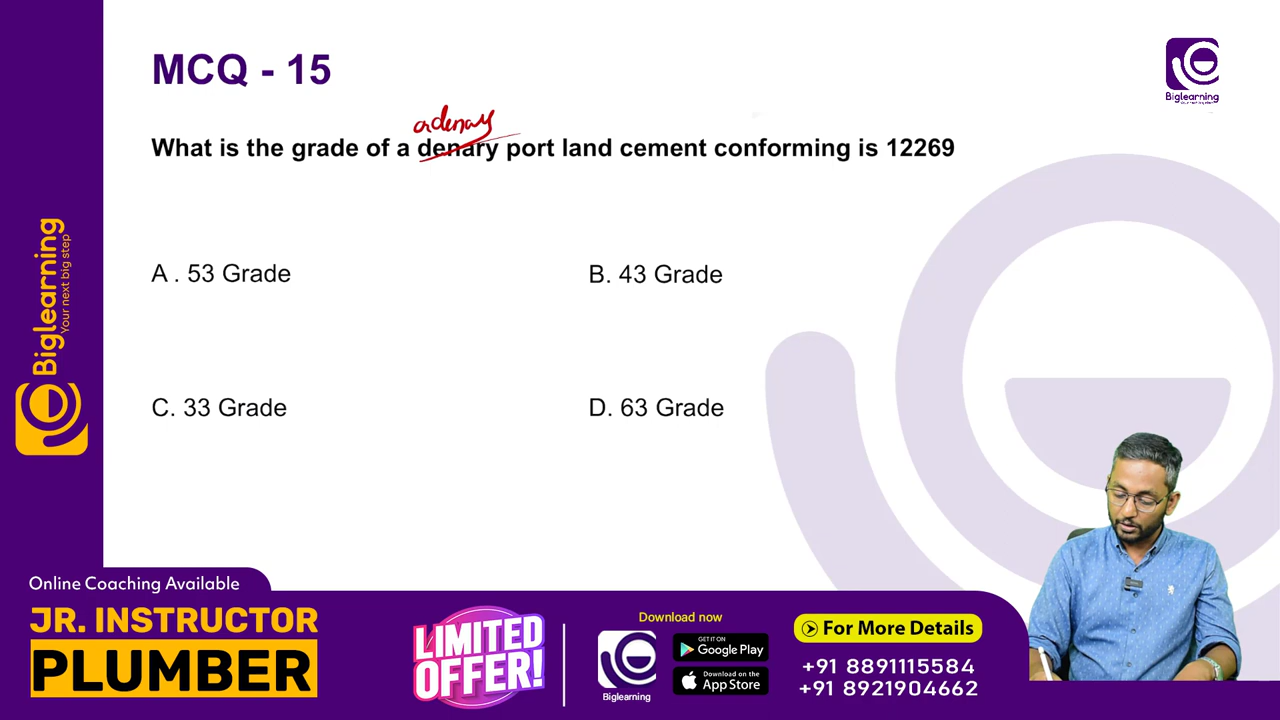 MCQ - 15
Biglearning
ordenay
What is the grade of a denary port land cement conforming is 12269
A . 53 Grade
B. 43 Grade
C. 33 Grade
D. 63 Grade
Biglearning
Your next big step
Online Coaching Available
JR. INSTRUCTOR
PLUMBER
LIMITED
OFFER!
Download now
Biglearning
GET IT ON
Google Play
Download on the
App Store
For More Details
+91 8891115584
+91 8921904662